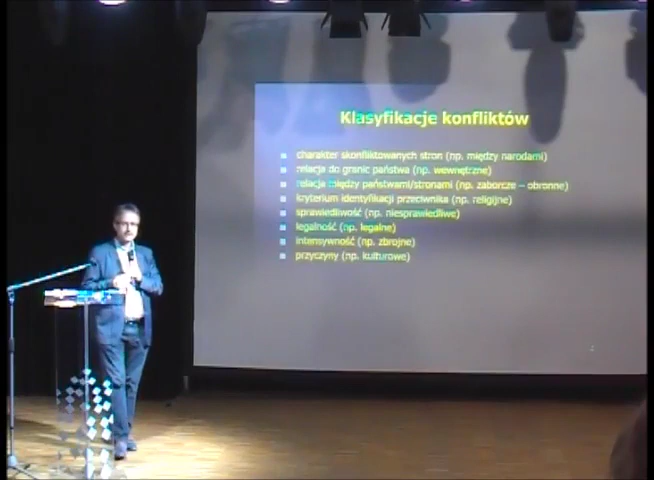 Klasyfikacje konfliktów
charakter skonfliktowanych stron (np. między narodami)
relacja do granic państwa (np. wewnętrzne)
relacja między państwami/stronami (np. zaborcze – obronne)
kryterium identyfikacji przeciwnika (np. religijne)
sprawiedliwość (np. niesprawiedliwe)
legalność (np. legalne)
intensywność (np. zbrojne)
przyczyny (np. kulturowe)